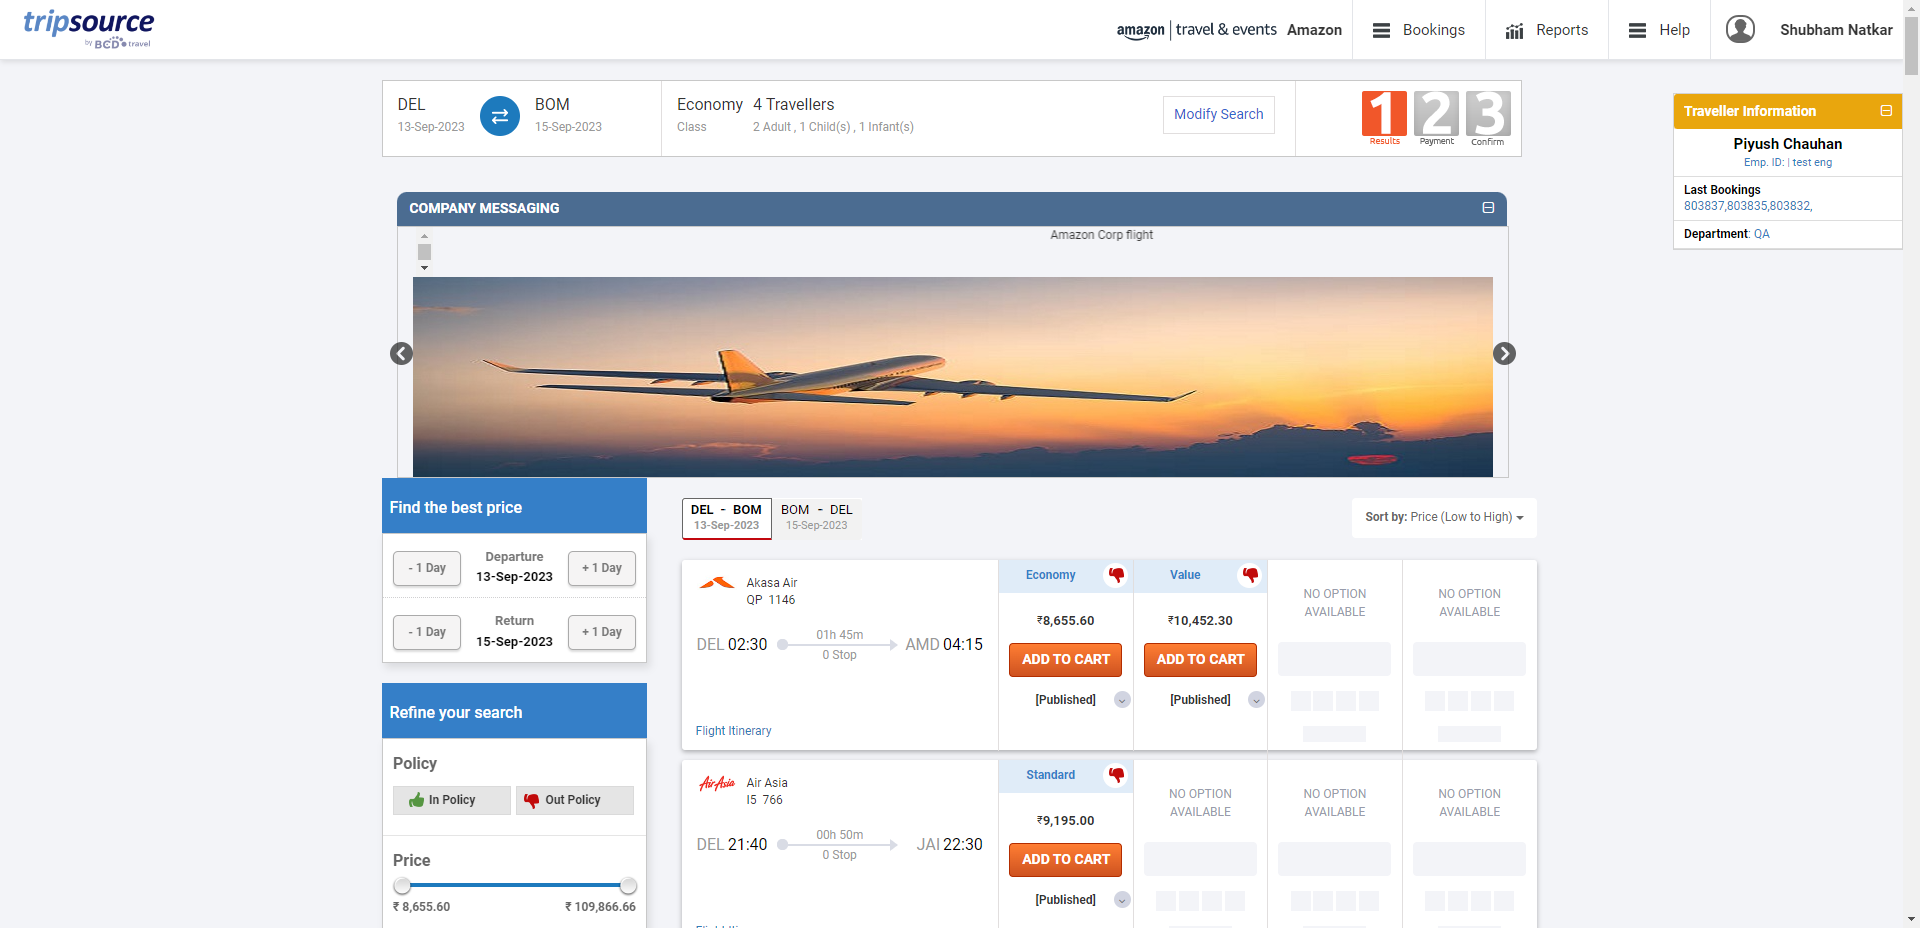 tripsource
by BCD travel
amazon | travel & events Amazon
Bookings
Reports
Help
Shubham Natkar
DEL
13-Sep-2023
BOM
15-Sep-2023
Economy 4 Travellers
Class 2 Adult , 1 Child(s) , 1 Infant(s)
Modify Search
1 2 3
Results Payment Confirm
Traveller Information
Piyush Chauhan
Emp. ID: | test eng
Last Bookings
803837,803835,803832,
Department: QA
COMPANY MESSAGING
Amazon Corp flight
Find the best price
- 1 Day
Departure
13-Sep-2023
+ 1 Day
- 1 Day
Return
15-Sep-2023
+ 1 Day
Refine your search
Policy
In Policy
Out Policy
Price
₹ 8,655.60
₹ 109,866.66
DEL - BOM
13-Sep-2023
BOM - DEL
15-Sep-2023
Sort by: Price (Low to High)
Akasa Air
QP 1146
DEL 02:30
01h 45m
0 Stop
AMD 04:15
Flight Itinerary
Economy
₹8,655.60
ADD TO CART
[Published]
Value
₹10,452.30
ADD TO CART
[Published]
NO OPTION
AVAILABLE
NO OPTION
AVAILABLE
AirAsia
Air Asia
I5 766
DEL 21:40
00h 50m
0 Stop
JAI 22:30
Standard
₹9,195.00
ADD TO CART
[Published]
NO OPTION
AVAILABLE
NO OPTION
AVAILABLE
NO OPTION
AVAILABLE